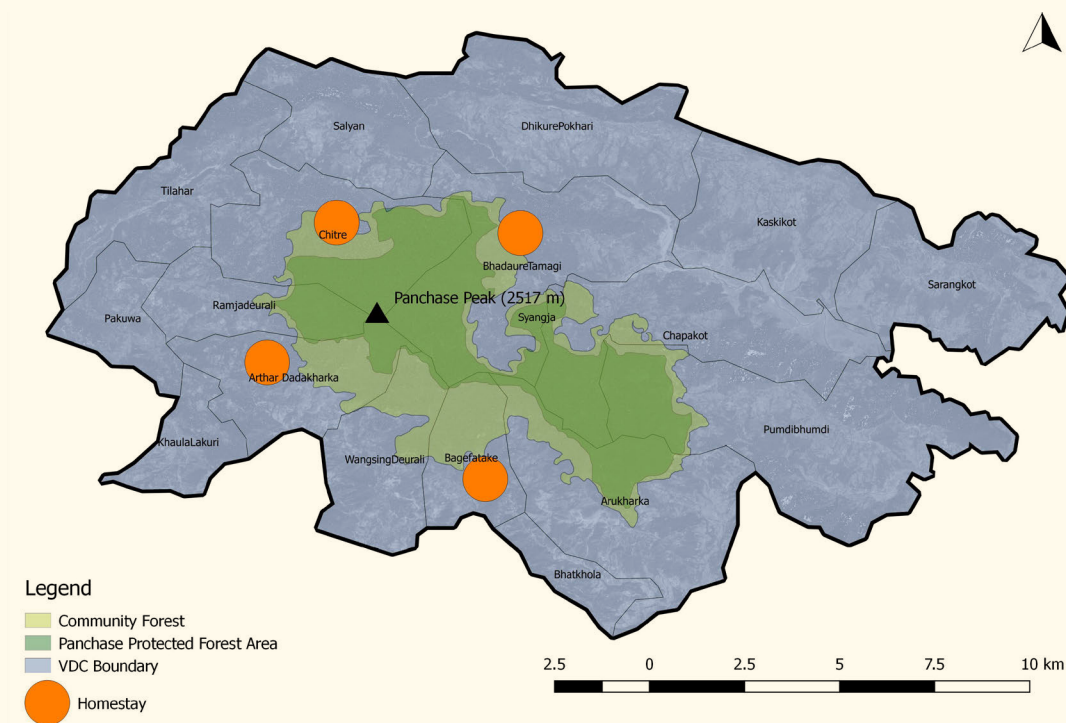 Salyan
DhikurePokhari
Tilahar
Kaskikot
Chitre
BhadaureTamagi
Sarangkot
Panchase Peak (2517 m)
Ramjadeurali
Pakuwa
Syangja
Chapakot
Arthar Dadakharka
Pumdibhumdi
KhaulaLakuri
WangsingDeurali
Bagefatake
Arukharka
Bhatkhola
Legend
Community Forest
Panchase Protected Forest Area
VDC Boundary
Homestay
2.5 0 2.5 5 7.5 10 km